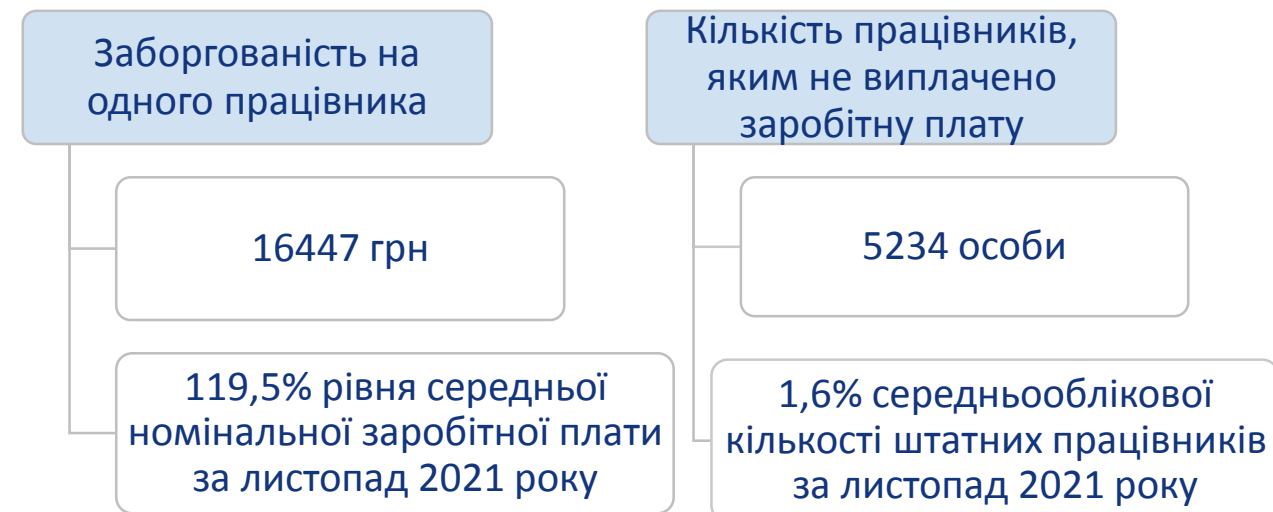 Заборгованість на
одного працівника
16447 грн
119,5% рівня середньої
номінальної заробітної плати
за листопад 2021 року
Кількість працівників,
яким не виплачено
заробітну плату
5234 особи
1,6% середньооблікової
кількості штатних працівників
за листопад 2021 року